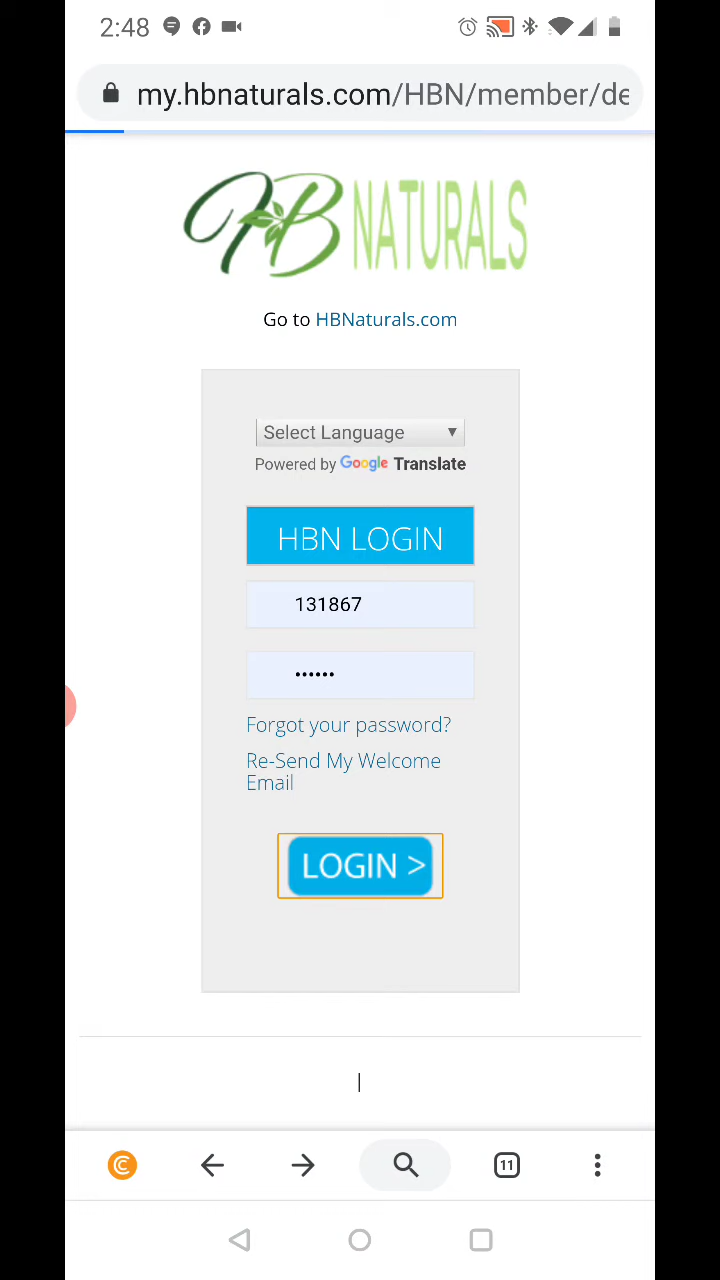 2:48
my.hbnaturals.com/HBN/member/de
HB NATURALS
Go to HBNaturals.com
Select Language ▼
Powered by Google Translate
HBN LOGIN
131867
••••••
Forgot your password?
Re-Send My Welcome
Email
LOGIN >
|
11